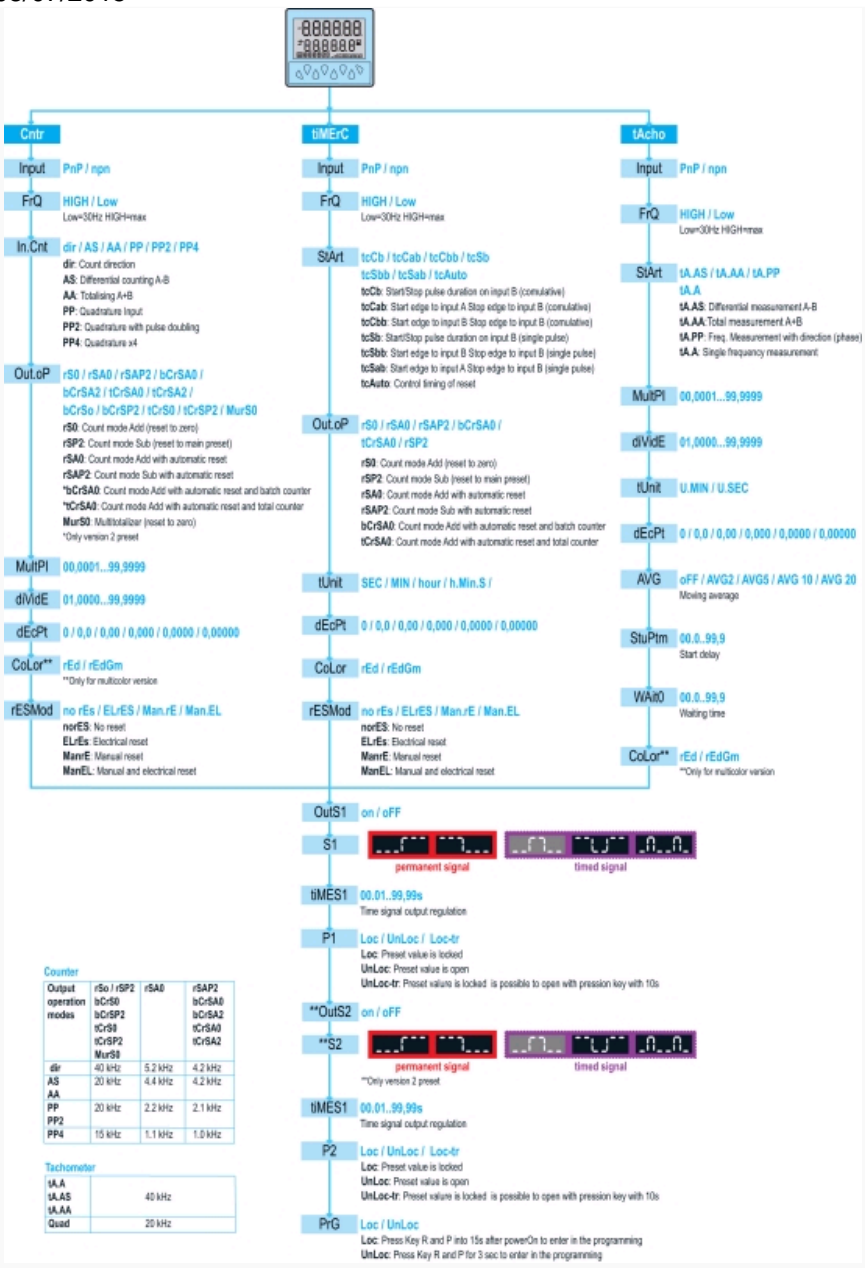 -888888
Cntr
Input PnP / npn
FrQ HIGH / Low
Low=30Hz HIGH=max
In.Cnt dir / AS / AA / PP / PP2 / PP4
dir: Count direction
AS: Differential counting A-B
AA: Totalising A+B
PP: Quadrature Input
PP2: Quadrature with pulse doubling
PP4: Quadrature x4
Out.oP rS0 / rSA0 / rSAP2 / bCrSA0 /
bCrSA2 / tCrSA0 / tCrSA2 /
bCrSo / bCrSP2 / tCrS0 / tCrSP2 / MurS0
rS0: Count mode Add (reset to zero)
rSP2: Count mode Sub (reset to main preset)
rSA0: Count mode Add with automatic reset
rSAP2: Count mode Sub with automatic reset
*bCrSA0: Count mode Add with automatic reset and batch counter
*tCrSA0: Count mode Add with automatic reset and total counter
MurS0: Multitotalizer (reset to zero)
*Only version 2 preset
MultPl 00,0001...99,9999
diVidE 01,0000...99,9999
dEcPt 0 / 0,0 / 0,00 / 0,000 / 0,0000 / 0,00000
CoLor** rEd / rEdGm
**Only for multicolor version
rESMod no rEs / ELrES / Man.rE / Man.EL
norES: No reset
ELrEs: Electrical reset
ManrE: Manual reset
ManEL: Manual and electrical reset
tiMErC
Input PnP / npn
FrQ HIGH / Low
Low=30Hz HIGH=max
StArt tcCb / tcCab / tcCbb / tcSb
tcSbb / tcSab / tcAuto
tcCb: Start/Stop pulse duration on input B (comulative)
tcCab: Start edge to input A Stop edge to input B (comulative)
tcCbb: Start edge to input B Stop edge to input B (comulative)
tcSb: Start/Stop pulse duration on input B (single pulse)
tcSbb: Start edge to input B Stop edge to input B (single pulse)
tcSab: Start edge to input A Stop edge to input B (single pulse)
tcAuto: Control timing of reset
Out.oP rS0 / rSA0 / rSAP2 / bCrSA0 /
tCrSA0 / rSP2
rS0: Count mode Add (reset to zero)
rSP2: Count mode Sub (reset to main preset)
rSA0: Count mode Add with automatic reset
rSAP2: Count mode Sub with automatic reset
bCrSA0: Count mode Add with automatic reset and batch counter
tCrSA0: Count mode Add with automatic reset and total counter
tUnit SEC / MIN / hour / h.Min.S /
dEcPt 0 / 0,0 / 0,00 / 0,000 / 0,0000 / 0,00000
CoLor rEd / rEdGm
rESMod no rEs / ELrES / Man.rE / Man.EL
norES: No reset
ELrEs: Electrical reset
ManrE: Manual reset
ManEL: Manual and electrical reset
tAcho
Input PnP / npn
FrQ HIGH / Low
Low=30Hz HIGH=max
StArt tA.AS / tA.AA / tA.PP
tA.A
tA.AS: Differential measurement A-B
tA.AA:Total measurement A+B
tA.PP: Freq. Measurement with direction (phase)
tA.A: Single frequency measurement
MultPl 00,0001...99,9999
diVidE 01,0000...99,9999
tUnit U.MIN / U.SEC
dEcPt 0 / 0,0 / 0,00 / 0,000 / 0,0000 / 0,00000
AVG oFF / AVG2 / AVG5 / AVG 10 / AVG 20
Moving average
StuPtm 00.0..99,9
Start delay
WAit0 00.0..99,9
Waiting time
CoLor** rEd / rEdGm
**Only for multicolor version
OutS1 on / oFF
S1
permanent signal timed signal
tiMES1 00.01..99,99s
Time signal output regulation
P1 Loc / UnLoc / Loc-tr
Loc: Preset value is locked
UnLoc: Preset value is open
UnLoc-tr: Preset valure is locked is possible to open with pression key with 10s
**OutS2 on / oFF
**S2
permanent signal timed signal
**Only version 2 preset
tiMES1 00.01..99,99s
Time signal output regulation
P2 Loc / UnLoc / Loc-tr
Loc: Preset value is locked
UnLoc: Preset value is open
UnLoc-tr: Preset valure is locked is possible to open with pression key with 10s
PrG Loc / UnLoc
Loc: Press Key R and P into 15s after powerOn to enter in the programming
UnLoc: Press Key R and P for 3 sec to enter in the programming
Counter
Output rSo / rSP2 rSA0 rSAP2
operation bCrS0 bCrSA0
modes bCrSP2 bCrSA2
tCrS0 tCrSA0
tCrSP2 tCrSA2
MurS0
dir 40 kHz 5.2 kHz 4.2 kHz
AS 20 kHz 4.4 kHz 4.2 kHz
AA
PP 20 kHz 2.2 kHz 2.1 kHz
PP2
PP4 15 kHz 1.1 kHz 1.0 kHz
Tachometer
tA.A
tA.AS 40 kHz
tA.AA
Quad 20 kHz